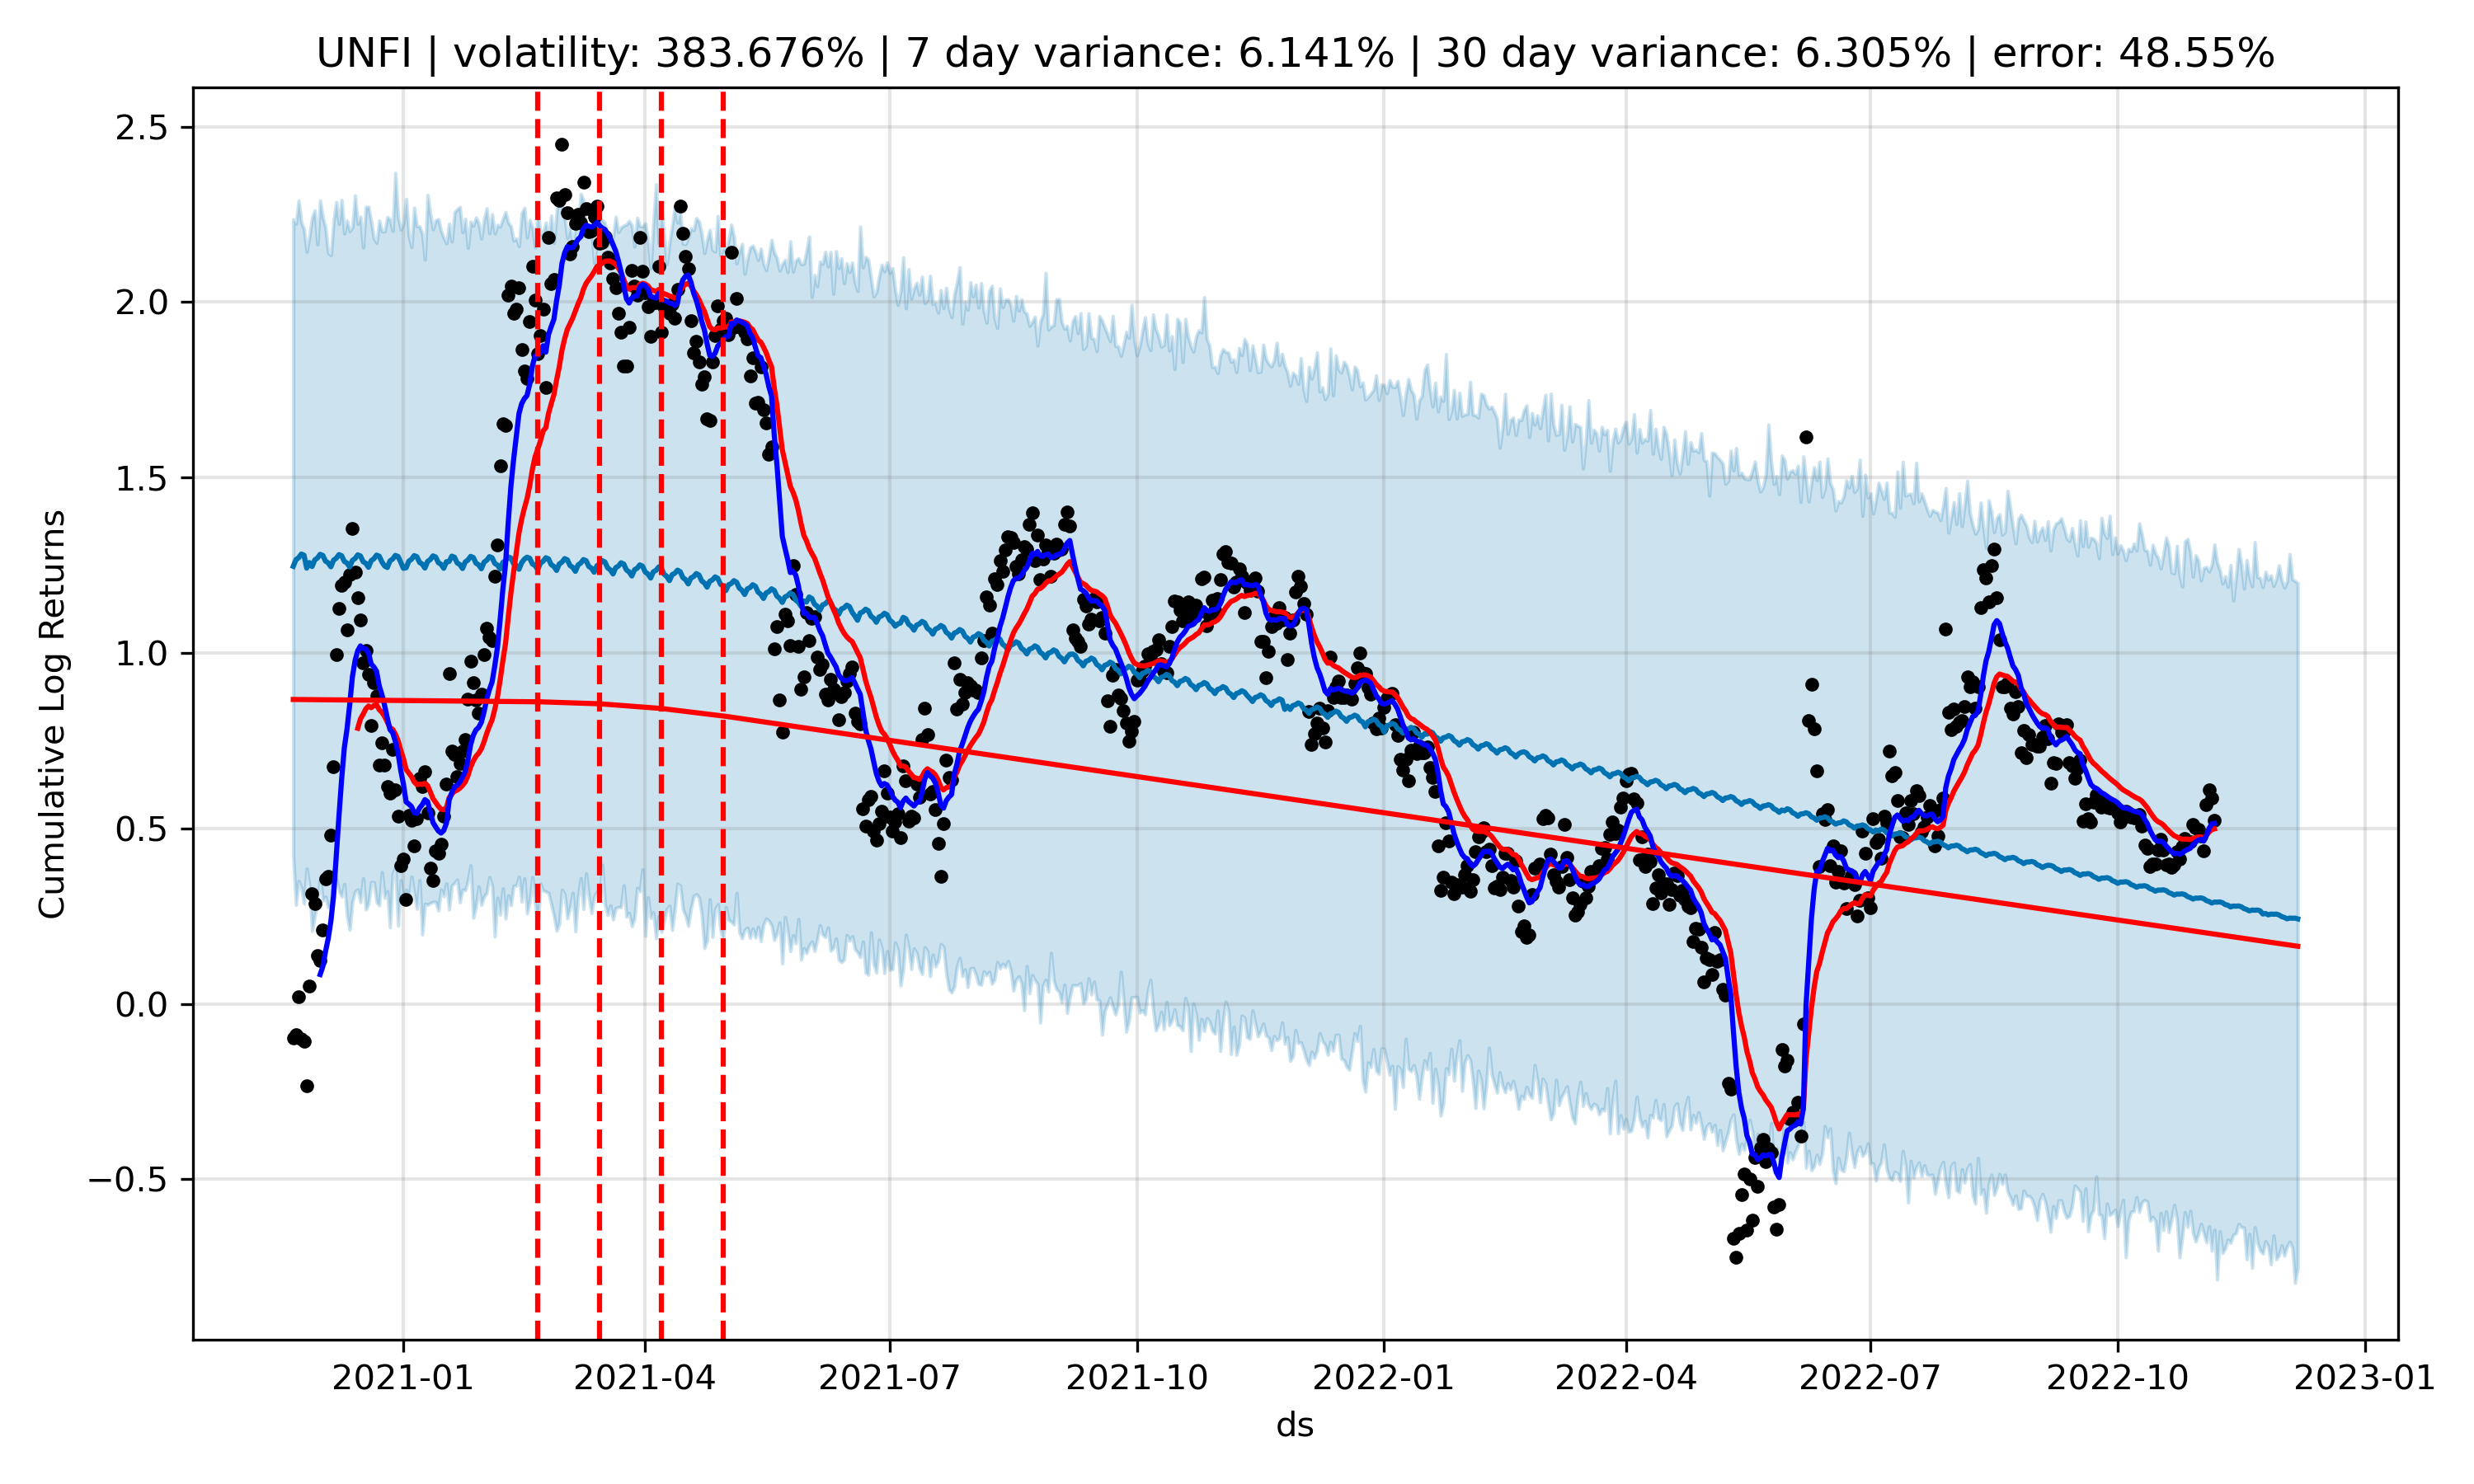 UNFI | volatility: 383.676% | 7 day variance: 6.141% | 30 day variance: 6.305% | error: 48.55%
Cumulative Log Returns
2.5
2.0
1.5
1.0
0.5
0.0
−0.5
2021-01 2021-04 2021-07 2021-10 2022-01 2022-04 2022-07 2022-10 2023-01
ds